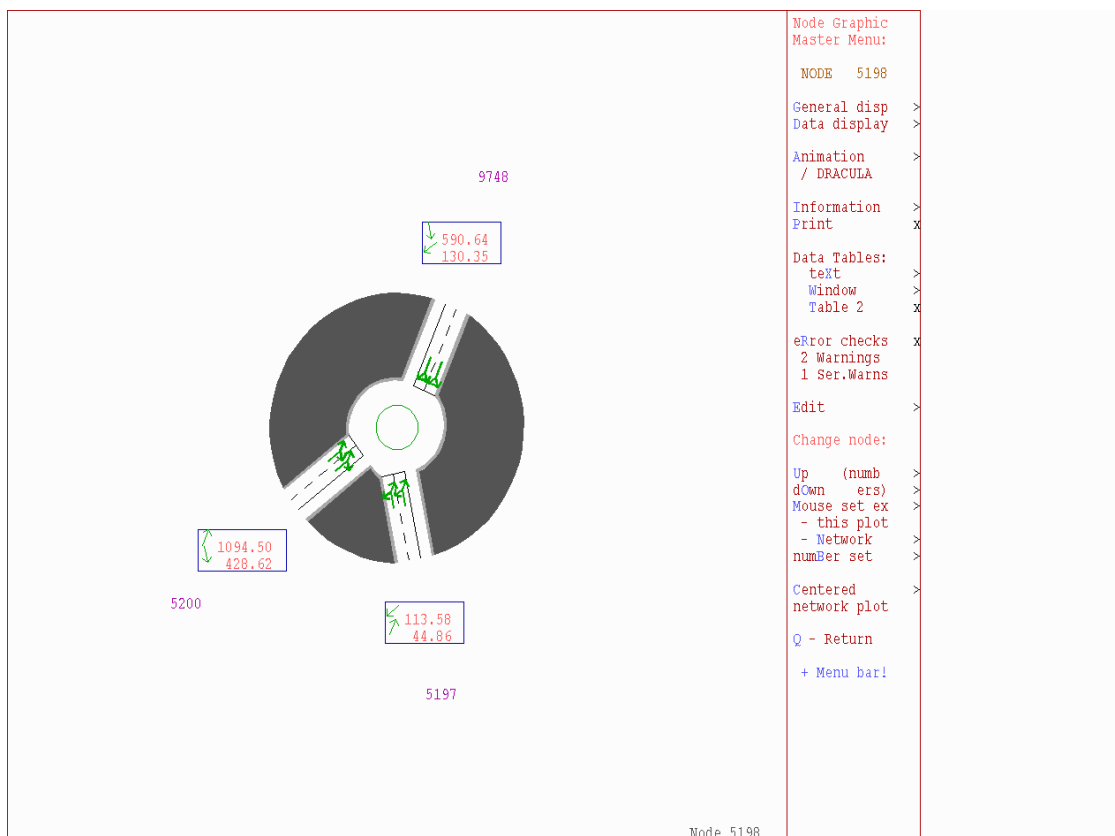 9748
590.64
130.35
1094.50
428.62
5200
113.58
44.86
5197
Node 5198
Node Graphic
Master Menu:
NODE 5198
General disp >
Data display >
Animation >
/ DRACULA
Information >
Print x
Data Tables:
teXt >
Window >
Table 2 x
eRror checks x
2 Warnings
1 Ser.Warns
Edit >
Change node:
Up (numb >
dOwn ers) >
Mouse set ex >
- this plot
- Network >
numBer set >
Centered >
network plot
Q - Return
+ Menu bar!